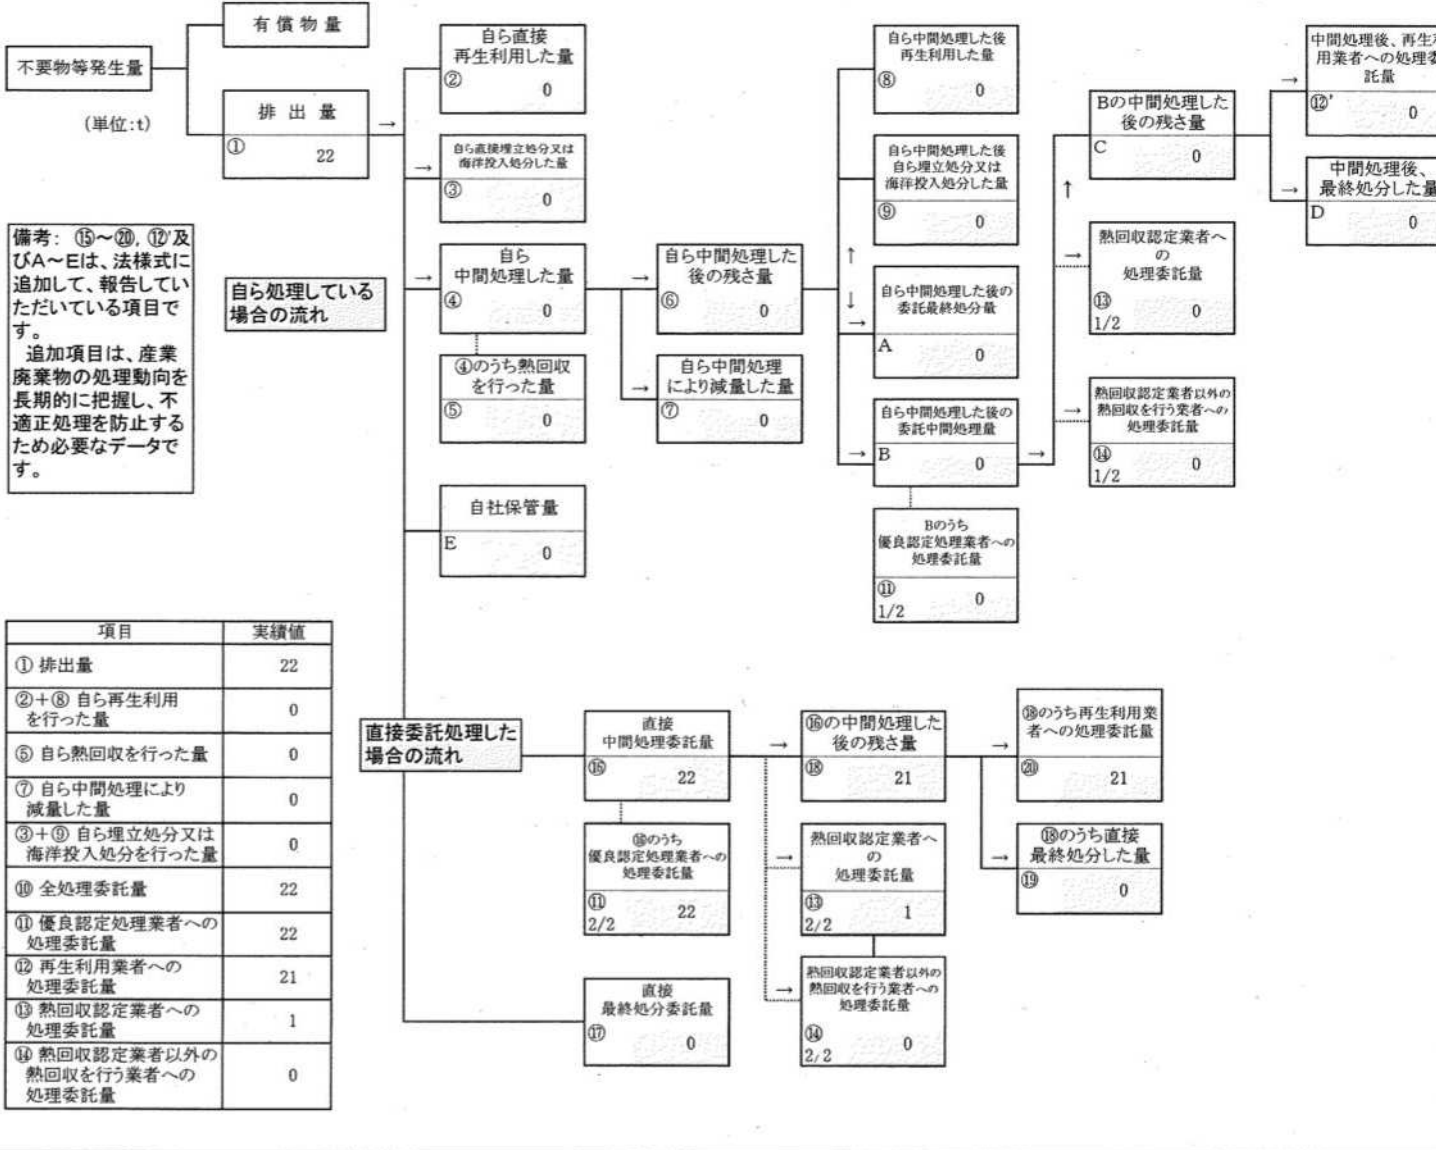 不要物等発生量
(単位:t)
有償物量
排出量
① 22
自ら直接
再生利用した量
② 0
自ら直接埋立処分又は
海洋投入処分した量
③ 0
自ら
中間処理した量
④ 0
④のうち熱回収
を行った量
⑤ 0
自社保管量
E 0
自ら中間処理した
後の残さ量
⑥ 0
自ら中間処理
により減量した量
⑦ 0
自ら中間処理した後
再生利用した量
⑧ 0
自ら中間処理した後
自ら埋立処分又は
海洋投入処分した量
⑨ 0
自ら中間処理した後の
委託最終処分量
A 0
自ら中間処理した後の
委託中間処理量
B 0
Bのうち
優良認定処理業者への
処理委託量
⑪ 0
1/2
Bの中間処理した
後の残さ量
C 0
熱回収認定業者へ
の
処理委託量
⑬ 0
1/2
熱回収認定業者以外の
熱回収を行う業者への
処理委託量
⑭ 0
1/2
中間処理後、再生利
用業者への処理委
託量
⑫' 0
中間処理後、
最終処分した量
D 0
備考: ⑮~⑳, ⑫'及
びA~Eは、法様式に
追加して、報告してい
ただいている項目で
す。
追加項目は、産業
廃棄物の処理動向を
長期的に把握し、不
適正処理を防止する
ため必要なデータで
す。
自ら処理している
場合の流れ
項目 実績値
① 排出量 22
②+⑧ 自ら再生利用
を行った量 0
⑤ 自ら熱回収を行った量 0
⑦ 自ら中間処理により
減量した量 0
③+⑨ 自ら埋立処分又は
海洋投入処分を行った量 0
⑩ 全処理委託量 22
⑪ 優良認定処理業者への
処理委託量 22
⑫ 再生利用業者への
処理委託量 21
⑬ 熱回収認定業者への
処理委託量 1
⑭ 熱回収認定業者以外の
熱回収を行う業者への
処理委託量 0
直接委託処理した
場合の流れ
直接
中間処理委託量
⑯ 22
⑯のうち
優良認定処理業者への
処理委託量
⑪ 22
2/2
直接
最終処分委託量
⑰ 0
⑯の中間処理した
後の残さ量
⑱ 21
熱回収認定業者へ
の
処理委託量
⑬ 1
2/2
熱回収認定業者以外の
熱回収を行う業者への
処理委託量
⑭ 0
2/2
⑱のうち再生利用業
者への処理委託量
⑳ 21
⑱のうち直接
最終処分した量
⑲ 0